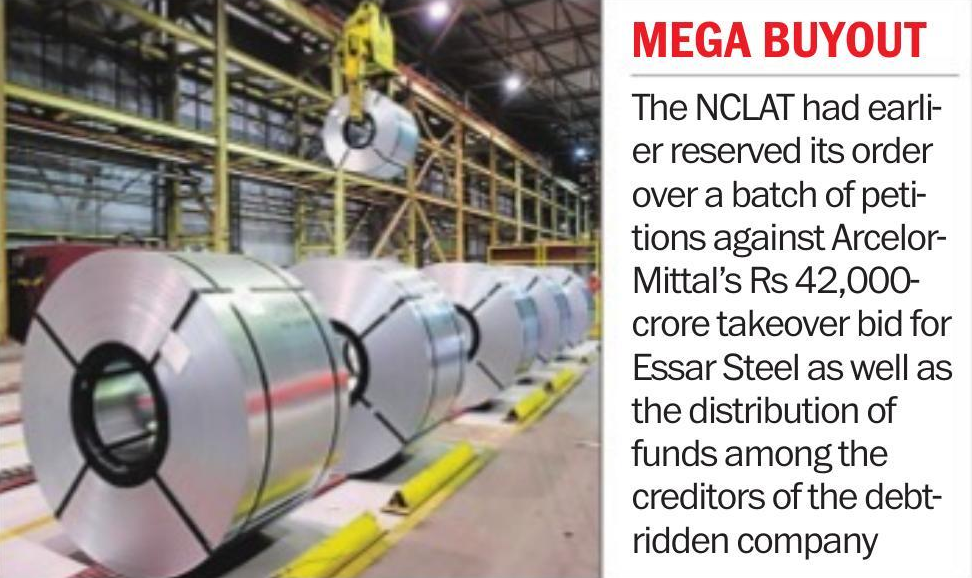 MEGA BUYOUT
The NCLAT had earli-
er reserved its order
over a batch of peti-
tions against Arcelor-
Mittal's Rs 42,000-
crore takeover bid for
Essar Steel as well as
the distribution of
funds among the
creditors of the debt-
ridden company